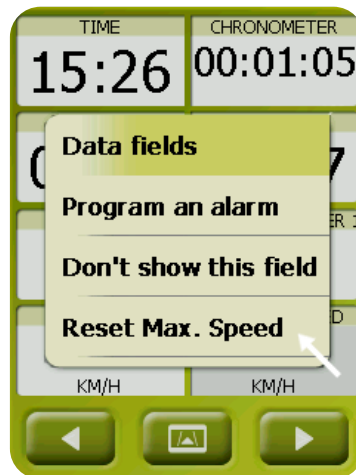 TIME CHRONOMETER
15:26 00:01:05
Data fields
Program an alarm
Don't show this field
Reset Max. Speed
KM/H KM/H